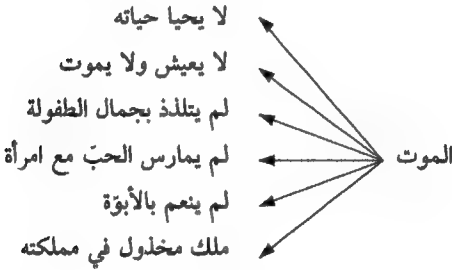 لا يحيا حياته
لا يعيش ولا يموت
لم يتلذذ بجمال الطفولة
الموت
لم يمارس الحبّ مع امرأة
لم ينعم بالأبوّة
ملك مخذول في مملكته